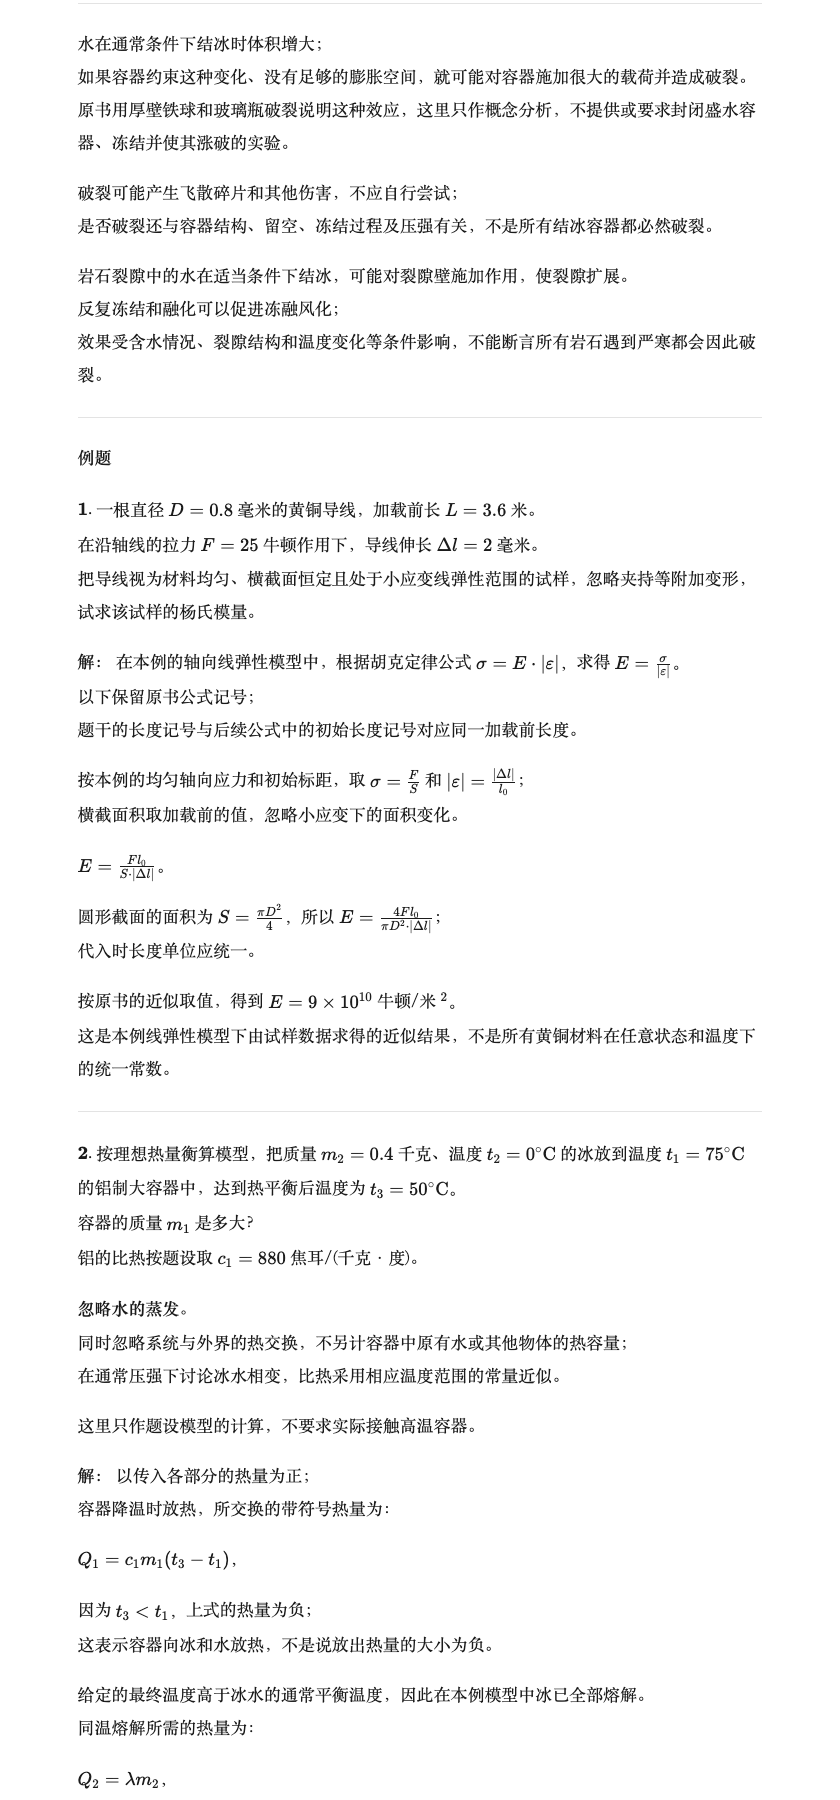 水在通常条件下结冰时体积增大；
如果容器约束这种变化、没有足够的膨胀空间，就可能对容器施加很大的载荷并造成破裂。
原书用厚壁铁球和玻璃瓶破裂说明这种效应，这里只作概念分析，不提供或要求封闭盛水容
器、冻结并使其涨破的实验。
破裂可能产生飞散碎片和其他伤害，不应自行尝试；
是否破裂还与容器结构、留空、冻结过程及压强有关，不是所有结冰容器都必然破裂。
岩石裂隙中的水在适当条件下结冰，可能对裂隙壁施加作用，使裂隙扩展。
反复冻结和融化可以促进冻融风化；
效果受含水情况、裂隙结构和温度变化等条件影响，不能断言所有岩石遇到严寒都会因此破
裂。
例题
1. 一根直径 D = 0.8 毫米的黄铜导线，加载前长 L = 3.6 米。
在沿轴线的拉力 F = 25 牛顿作用下，导线伸长 Δl = 2 毫米。
把导线视为材料均匀、横截面恒定且处于小应变线弹性范围的试样，忽略夹持等附加变形，
试求该试样的杨氏模量。
解： 在本例的轴向线弹性模型中，根据胡克定律公式 σ = E · |ε|，求得 E = σ/|ε|。
以下保留原书公式记号；
题干的长度记号与后续公式中的初始长度记号对应同一加载前长度。
按本例的均匀轴向应力和初始标距，取 σ = F/S 和 |ε| = |Δl|/l₀；
横截面积取加载前的值，忽略小应变下的面积变化。
E = Fl₀/(S·|Δl|)。
圆形截面的面积为 S = πD²/4，所以 E = 4Fl₀/(πD²·|Δl|)；
代入时长度单位应统一。
按原书的近似取值，得到 E = 9 × 10¹⁰ 牛顿/米 ²。
这是本例线弹性模型下由试样数据求得的近似结果，不是所有黄铜材料在任意状态和温度下
的统一常数。
2. 按理想热量衡算模型，把质量 m₂ = 0.4 千克、温度 t₂ = 0°C 的冰放到温度 t₁ = 75°C
的铝制大容器中，达到热平衡后温度为 t₃ = 50°C。
容器的质量 m₁ 是多大？
铝的比热按题设取 c₁ = 880 焦耳/(千克 · 度)。
忽略水的蒸发。
同时忽略系统与外界的热交换，不另计容器中原有水或其他物体的热容量；
在通常压强下讨论冰水相变，比热采用相应温度范围的常量近似。
这里只作题设模型的计算，不要求实际接触高温容器。
解： 以传入各部分的热量为正；
容器降温时放热，所交换的带符号热量为：
Q₁ = c₁m₁(t₃ − t₁)，
因为 t₃ < t₁，上式的热量为负；
这表示容器向冰和水放热，不是说放出热量的大小为负。
给定的最终温度高于冰水的通常平衡温度，因此在本例模型中冰已全部熔解。
同温熔解所需的热量为：
Q₂ = λm₂，